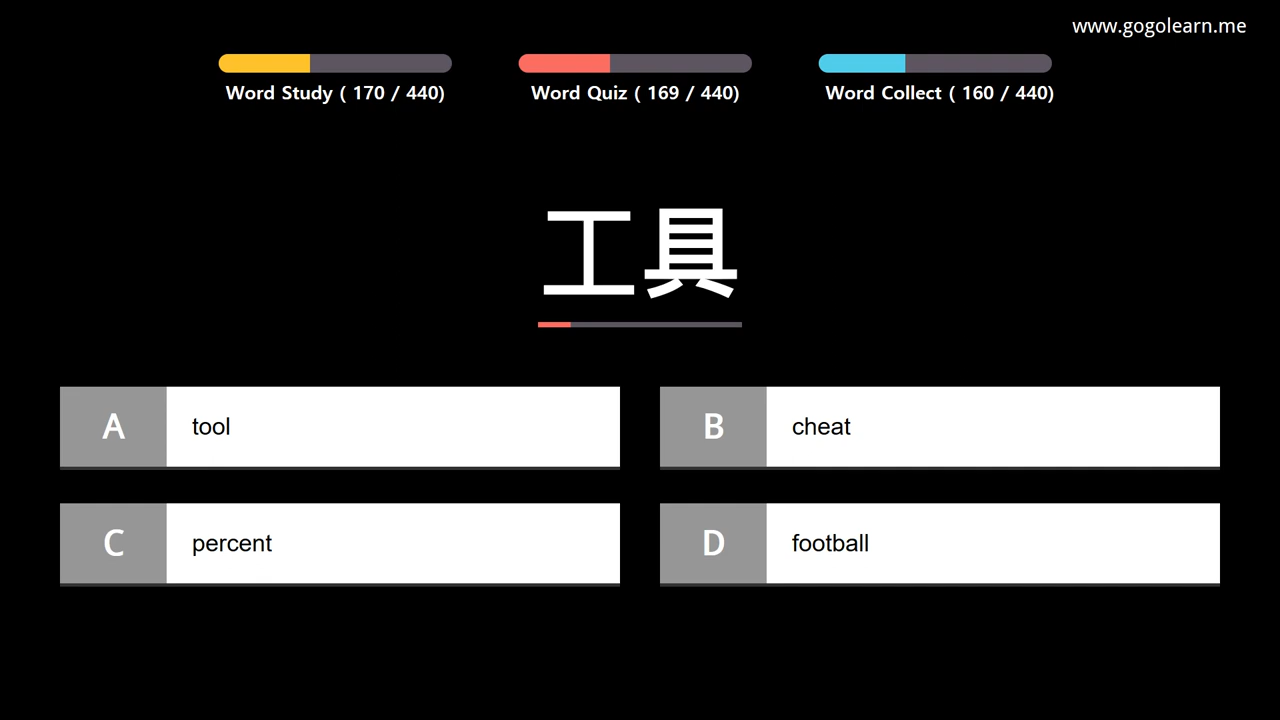 www.gogolearn.me
Word Study ( 170 / 440)
Word Quiz ( 169 / 440)
Word Collect ( 160 / 440)
工具
A tool
B cheat
C percent
D football